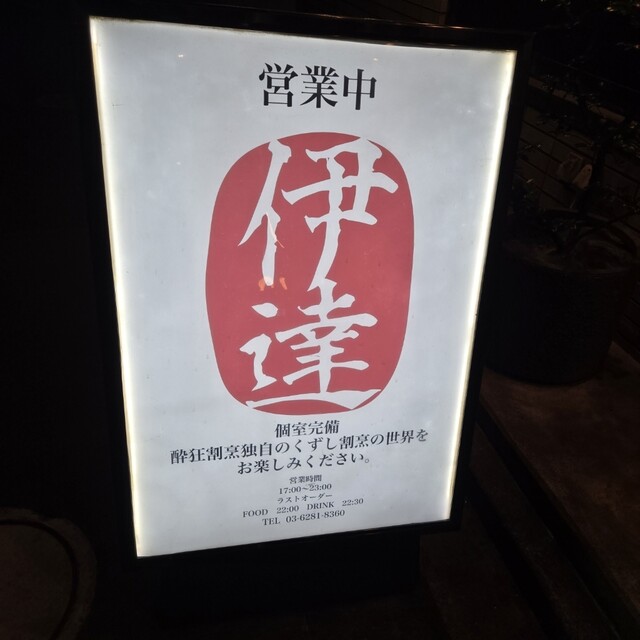 営業中
伊達
個室完備
酔狂割烹独自のくずし割烹の世界を
お楽しみください。
営業時間
17:00〜23:00
ラストオーダー
FOOD 22:00 DRINK 22:30
TEL 03-6281-8360